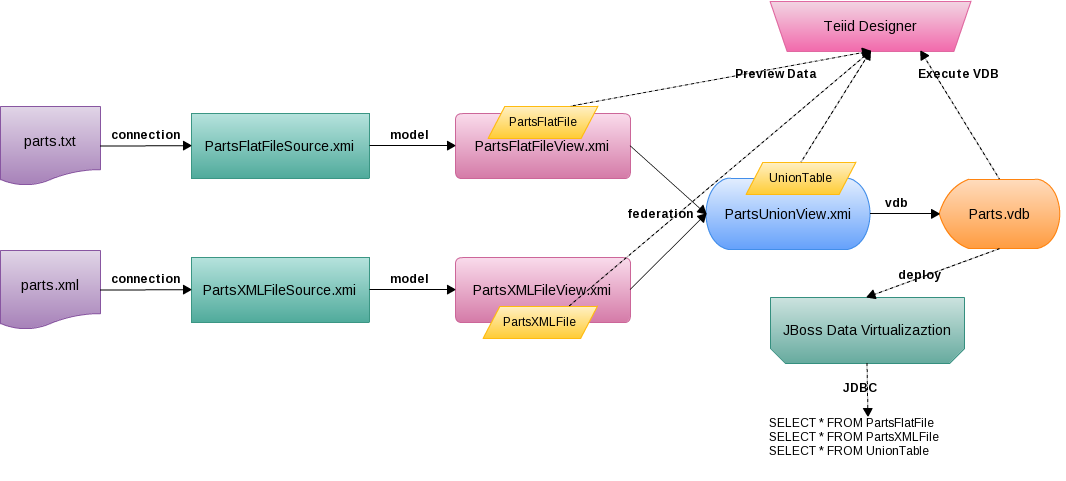 Teiid Designer
Preview Data
Execute VDB
parts.txt
connection
PartsFlatFileSource.xmi
model
PartsFlatFile
PartsFlatFileView.xmi
UnionTable
federation
PartsUnionView.xmi
vdb
Parts.vdb
parts.xml
connection
PartsXMLFileSource.xmi
model
PartsXMLFileView.xmi
PartsXMLFile
deploy
JBoss Data Virtualizaztion
JDBC
SELECT * FROM PartsFlatFile
SELECT * FROM PartsXMLFile
SELECT * FROM UnionTable